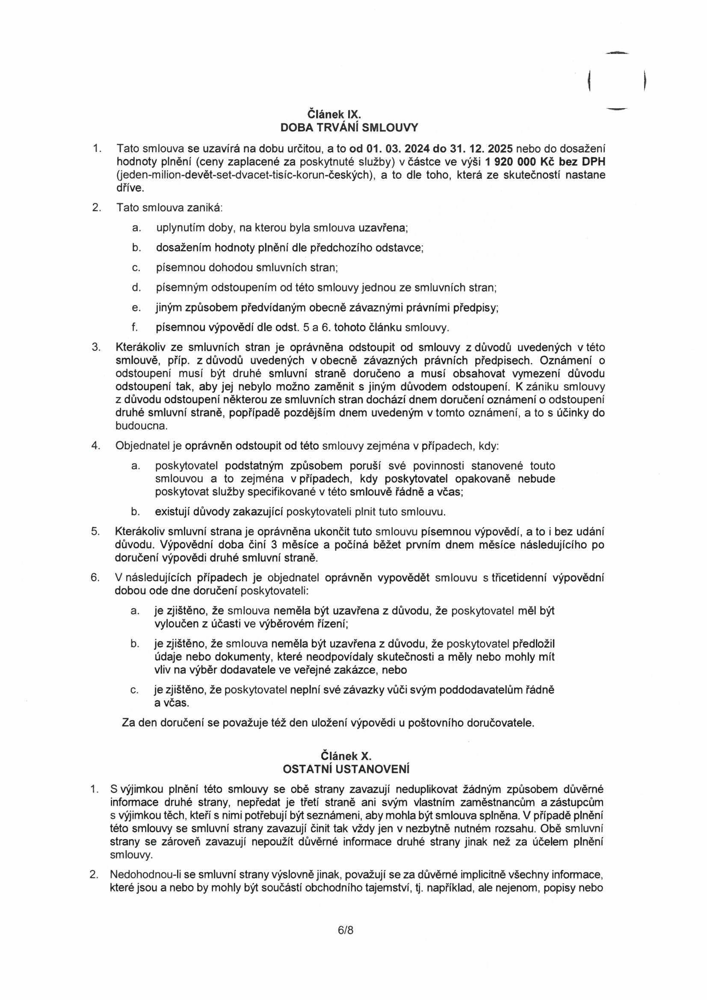 Článek IX.
DOBA TRVÁNÍ SMLOUVY
1. Tato smlouva se uzavírá na dobu určitou, a to od 01. 03. 2024 do 31. 12. 2025 nebo do dosažení
hodnoty plnění (ceny zaplacené za poskytnuté služby) v částce ve výši 1 920 000 Kč bez DPH
(jeden-milion-devět-set-dvacet-tisíc-korun-českých), a to dle toho, která ze skutečností nastane
dříve.
2. Tato smlouva zaniká:
a. uplynutím doby, na kterou byla smlouva uzavřena;
b. dosažením hodnoty plnění dle předchozího odstavce;
c. písemnou dohodou smluvních stran;
d. písemným odstoupením od této smlouvy jednou ze smluvních stran;
e. jiným způsobem předvídaným obecně závaznými právními předpisy;
f. písemnou výpovědí dle odst. 5 a 6. tohoto článku smlouvy.
3. Kterákoliv ze smluvních stran je oprávněna odstoupit od smlouvy z důvodů uvedených v této
smlouvě, příp. z důvodů uvedených v obecně závazných právních předpisech. Oznámení o
odstoupení musí být druhé smluvní straně doručeno a musí obsahovat vymezení důvodu
odstoupení tak, aby jej nebylo možno zaměnit s jiným důvodem odstoupení. K zániku smlouvy
z důvodu odstoupení některou ze smluvních stran dochází dnem doručení oznámení o odstoupení
druhé smluvní straně, popřípadě pozdějším dnem uvedeným v tomto oznámení, a to s účinky do
budoucna.
4. Objednatel je oprávněn odstoupit od této smlouvy zejména v případech, kdy:
a. poskytovatel podstatným způsobem poruší své povinnosti stanovené touto
smlouvou a to zejména v případech, kdy poskytovatel opakovaně nebude
poskytovat služby specifikované v této smlouvě řádně a včas;
b. existují důvody zakazující poskytovateli plnit tuto smlouvu.
5. Kterákoliv smluvní strana je oprávněna ukončit tuto smlouvu písemnou výpovědí, a to i bez udání
důvodu. Výpovědní doba činí 3 měsíce a počíná běžet prvním dnem měsíce následujícího po
doručení výpovědi druhé smluvní straně.
6. V následujících případech je objednatel oprávněn vypovědět smlouvu s třicetidenní výpovědní
dobou ode dne doručení poskytovateli:
a. je zjištěno, že smlouva neměla být uzavřena z důvodu, že poskytovatel měl být
vyloučen z účasti ve výběrovém řízení;
b. je zjištěno, že smlouva neměla být uzavřena z důvodu, že poskytovatel předložil
údaje nebo dokumenty, které neodpovídaly skutečnosti a měly nebo mohly mít
vliv na výběr dodavatele ve veřejné zakázce, nebo
c. je zjištěno, že poskytovatel neplní své závazky vůči svým poddodavatelům řádně
a včas.
Za den doručení se považuje též den uložení výpovědi u poštovního doručovatele.
Článek X.
OSTATNÍ USTANOVENÍ
1. S výjimkou plnění této smlouvy se obě strany zavazují neduplikovat žádným způsobem důvěrné
informace druhé strany, nepředat je třetí straně ani svým vlastním zaměstnancům a zástupcům
s výjimkou těch, kteří s nimi potřebují být seznámeni, aby mohla být smlouva splněna. V případě plnění
této smlouvy se smluvní strany zavazují činit tak vždy jen v nezbytně nutném rozsahu. Obě smluvní
strany se zároveň zavazují nepoužít důvěrné informace druhé strany jinak než za účelem plnění
smlouvy.
2. Nedohodnou-li se smluvní strany výslovně jinak, považují se za důvěrné implicitně všechny informace,
které jsou a nebo by mohly být součástí obchodního tajemství, tj. například, ale nejenom, popisy nebo
6/8